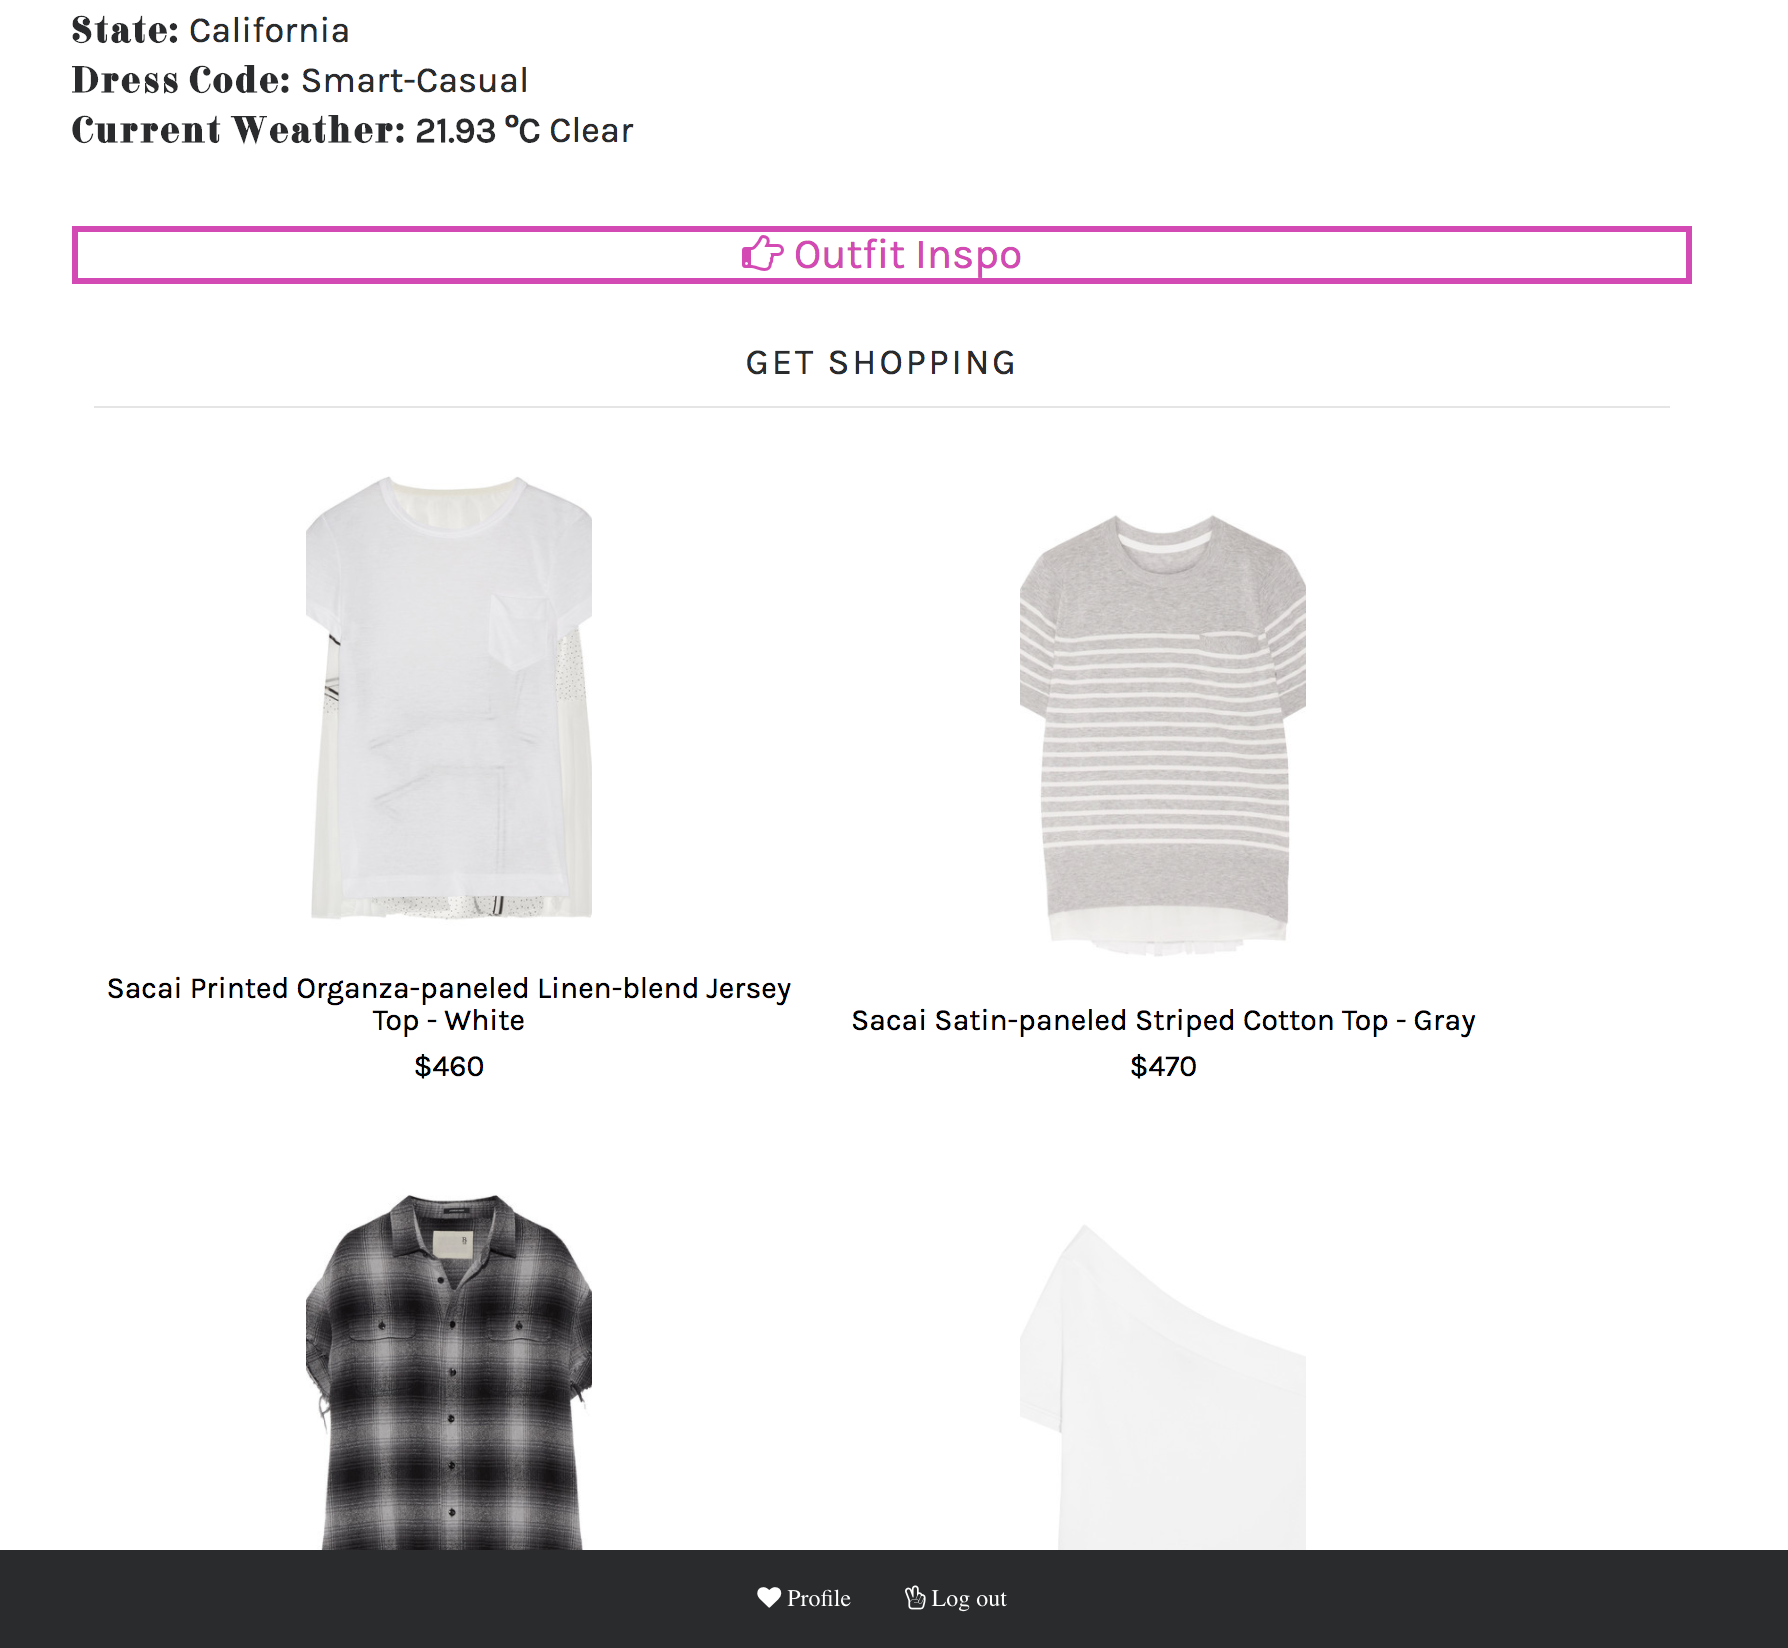 State: California
Dress Code: Smart-Casual
Current Weather: 21.93 ºC Clear
Outfit Inspo
GET SHOPPING
Sacai Printed Organza-paneled Linen-blend Jersey
Top - White
$460
Sacai Satin-paneled Striped Cotton Top - Gray
$470
Profile
Log out